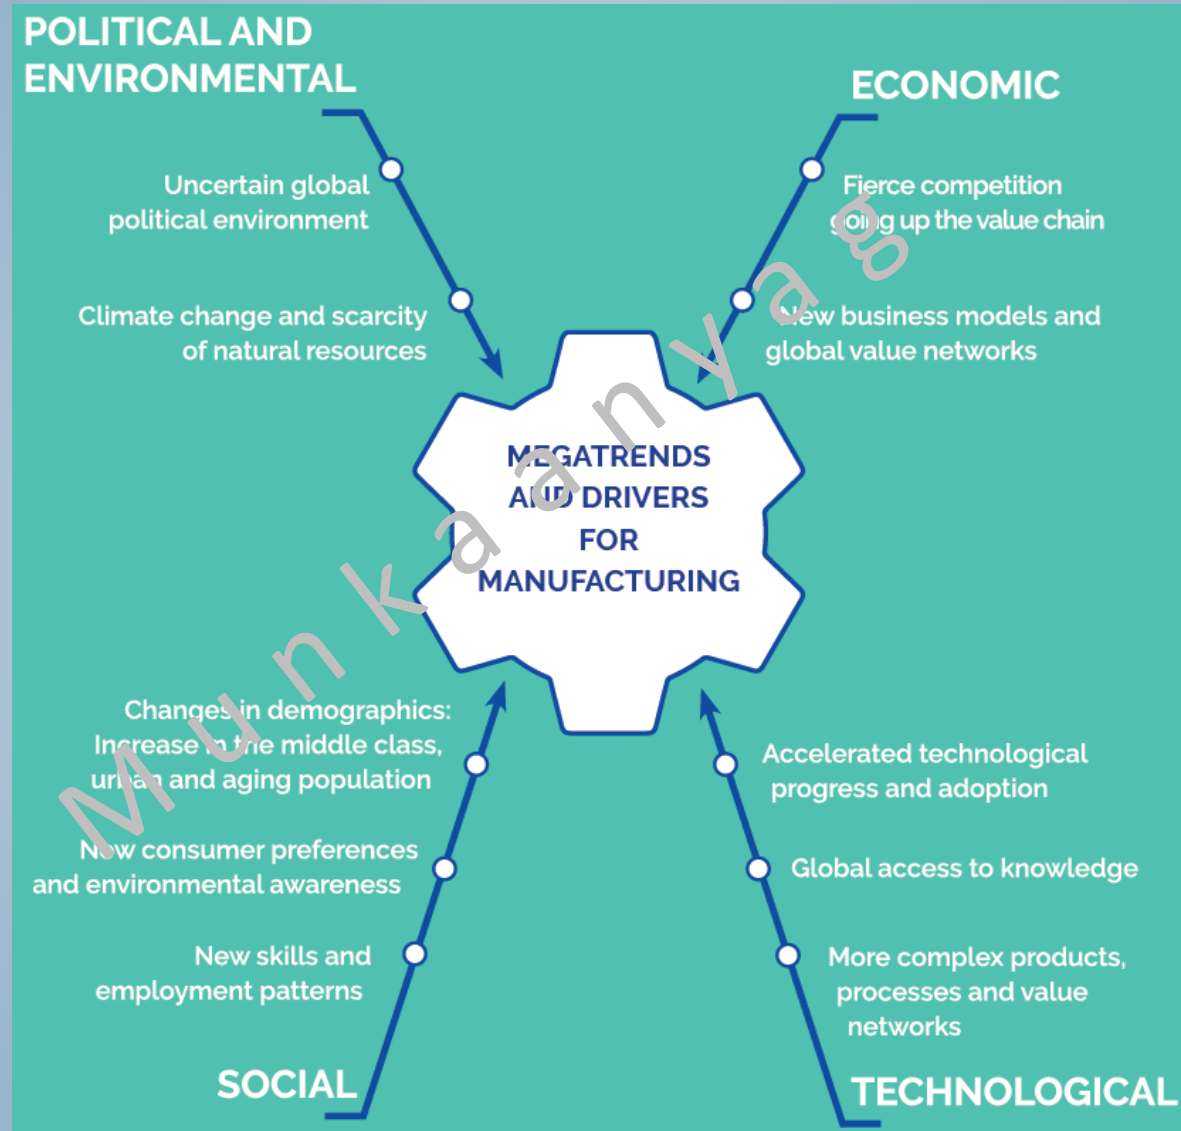 POLITICAL AND
ENVIRONMENTAL
Uncertain global
political environment
Climate change and scarcity
of natural resources
ECONOMIC
Fierce competition
going up the value chain
New business models and
global value networks
MEGATRENDS
AND DRIVERS
FOR
MANUFACTURING
Changes in demographics:
Increase in the middle class,
urban and aging population
New consumer preferences
and environmental awareness
New skills and
employment patterns
SOCIAL
Accelerated technological
progress and adoption
Global access to knowledge
More complex products,
processes and value
networks
TECHNOLOGICAL
Munkaanyag